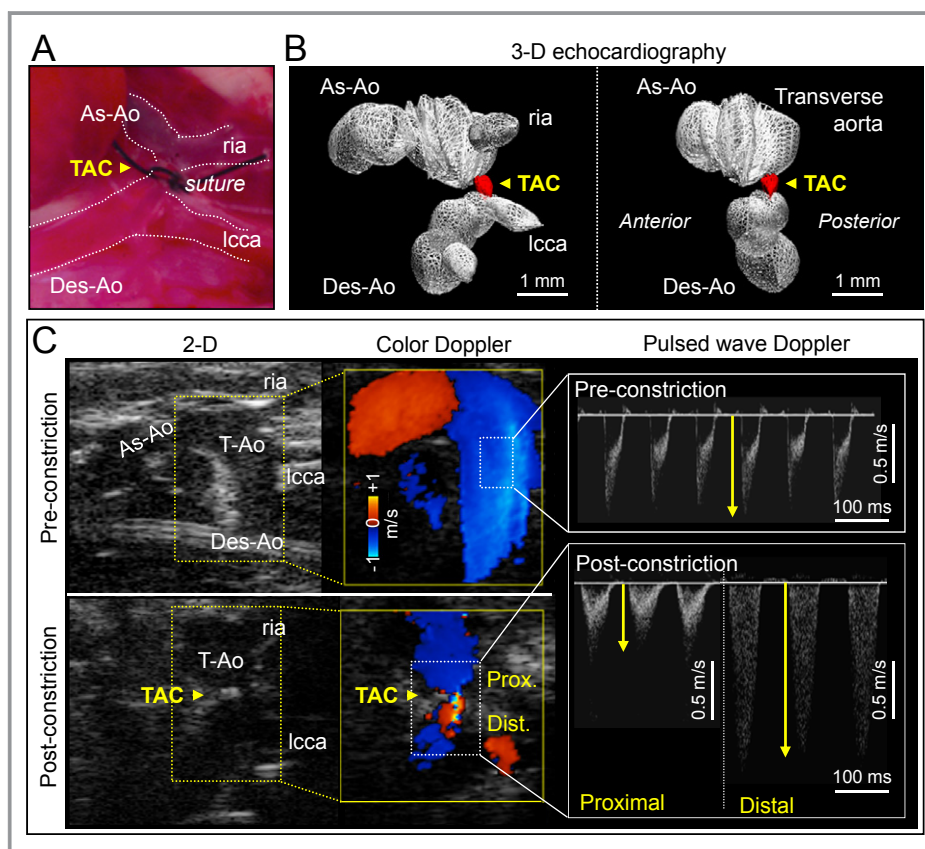 A
As-Ao
ria
TAC
suture
lcca
Des-Ao
B
3-D echocardiography
As-Ao
ria
TAC
lcca
Des-Ao
1 mm
As-Ao
Transverse
aorta
TAC
Anterior
Posterior
Des-Ao
1 mm
C
2-D
Color Doppler
Pulsed wave Doppler
Pre-constriction
ria
As-Ao
T-Ao
lcca
Des-Ao
-1 0 +1
m/s
Pre-constriction
0.5 m/s
100 ms
Post-constriction
ria
T-Ao
TAC
lcca
TAC
Prox.
Dist.
Post-constriction
0.5 m/s
0.5 m/s
100 ms
Proximal
Distal